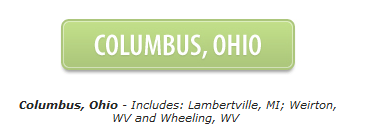 COLUMBUS, OHIO
Columbus, Ohio - Includes: Lambertville, MI; Weirton,
WV and Wheeling, WV